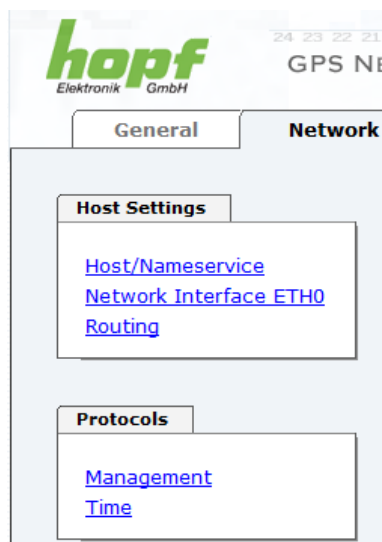 hopf
Elektronik GmbH
24 23 22 21
GPS NE
General
Network
Host Settings
Host/Nameservice
Network Interface ETH0
Routing
Protocols
Management
Time